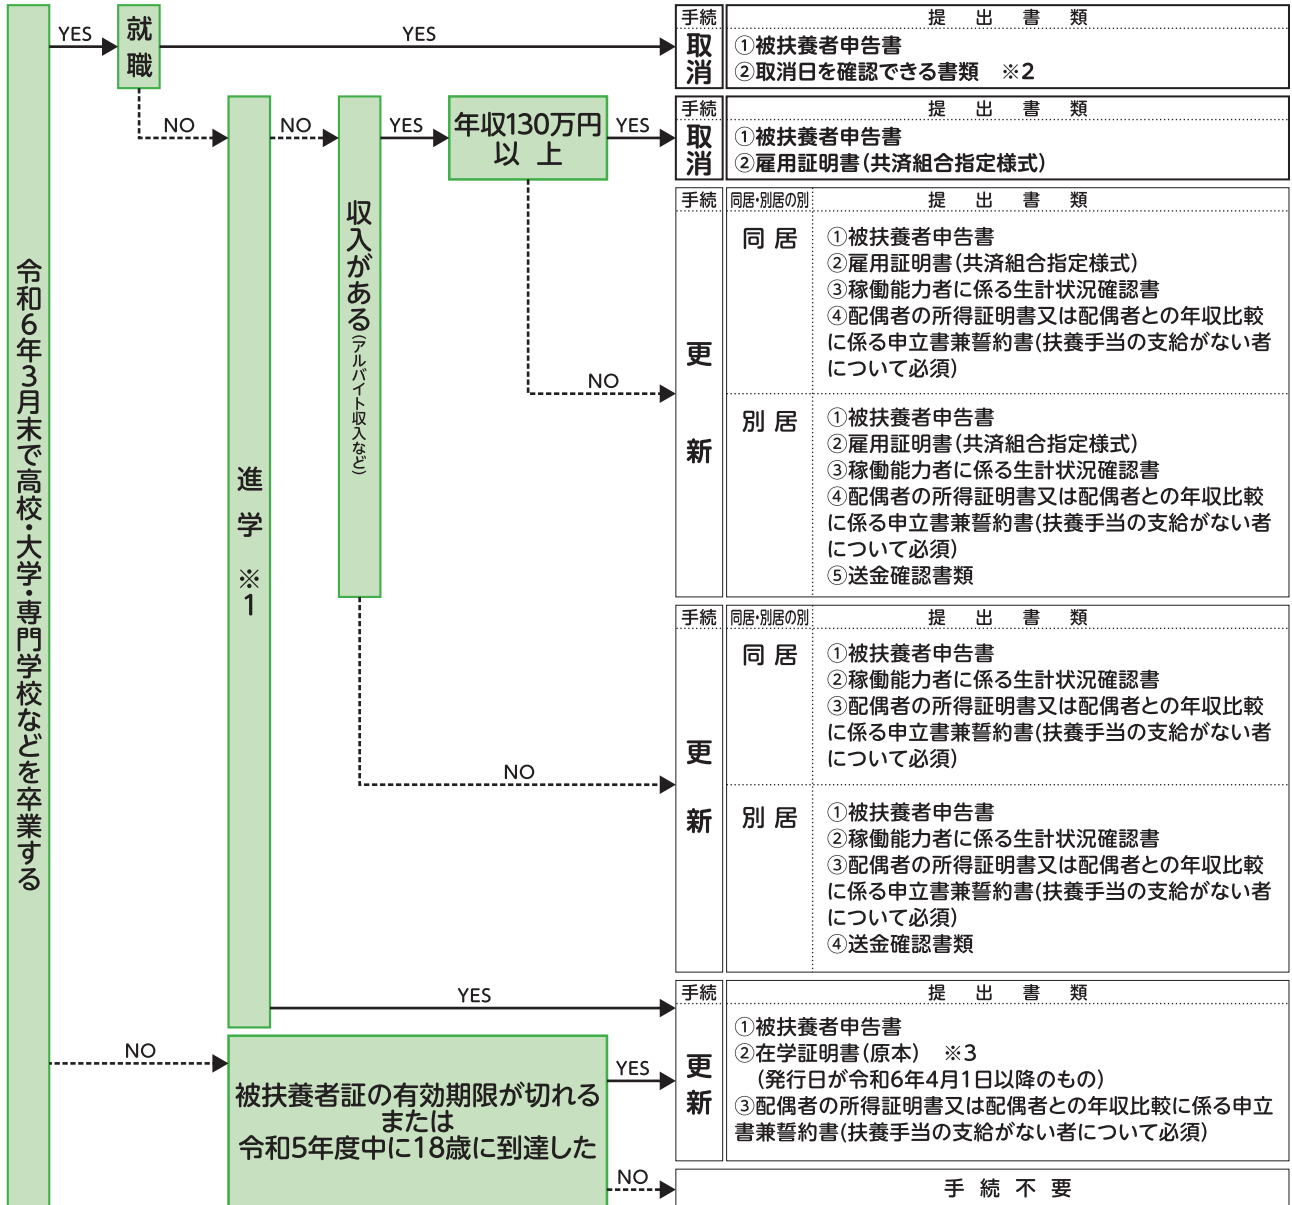 令和6年3月末で高校・大学・専門学校などを卒業する
YES
就職
YES
手続
提出書類
取消
①被扶養者申告書
②取消日を確認できる書類　※2
NO
進学　※1
NO
収入がある(アルバイト収入など)
YES
年収130万円
以上
YES
手続
提出書類
取消
①被扶養者申告書
②雇用証明書(共済組合指定様式)
NO
手続
同居・別居の別
提出書類
更新
同居
①被扶養者申告書
②雇用証明書(共済組合指定様式)
③稼働能力者に係る生計状況確認書
④配偶者の所得証明書又は配偶者との年収比較
に係る申立書兼誓約書(扶養手当の支給がない者
について必須)
別居
①被扶養者申告書
②雇用証明書(共済組合指定様式)
③稼働能力者に係る生計状況確認書
④配偶者の所得証明書又は配偶者との年収比較
に係る申立書兼誓約書(扶養手当の支給がない者
について必須)
⑤送金確認書類
NO
手続
同居・別居の別
提出書類
更新
同居
①被扶養者申告書
②稼働能力者に係る生計状況確認書
③配偶者の所得証明書又は配偶者との年収比較
に係る申立書兼誓約書(扶養手当の支給がない者
について必須)
別居
①被扶養者申告書
②稼働能力者に係る生計状況確認書
③配偶者の所得証明書又は配偶者との年収比較
に係る申立書兼誓約書(扶養手当の支給がない者
について必須)
④送金確認書類
YES
手続
提出書類
更新
①被扶養者申告書
②在学証明書(原本)　※3
(発行日が令和6年4月1日以降のもの)
③配偶者の所得証明書又は配偶者との年収比較に係る申立
書兼誓約書(扶養手当の支給がない者について必須)
NO
被扶養者証の有効期限が切れる
または
令和5年度中に18歳に到達した
YES
NO
手続不要